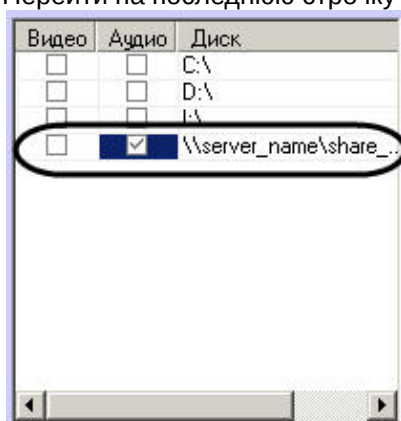 Перейти на последнюю строчку
Видео Аудио Диск
C:\
D:\
I:\
\\server_name\share_...